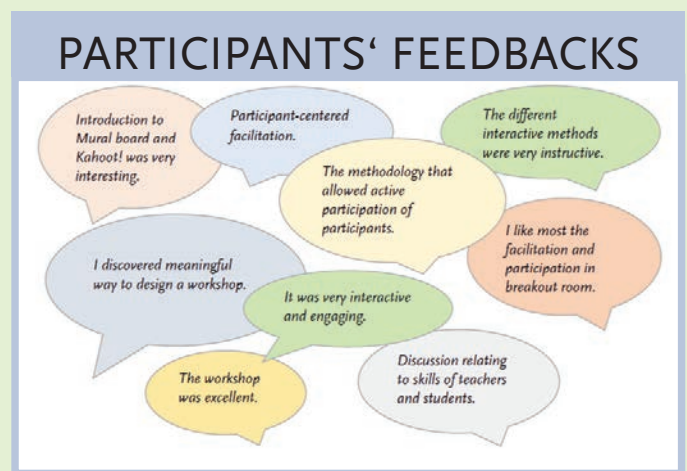 PARTICIPANTS‘ FEEDBACKS
Introduction to
Mural board and
Kahoot! was very
interesting.
Participant-centered
facilitation.
The different
interactive methods
were very instructive.
The methodology that
allowed active
participation of
participants.
I like most the
facilitation and
participation in
breakout room.
I discovered meaningful
way to design a workshop.
It was very interactive
and engaging.
The workshop
was excellent.
Discussion relating
to skills of teachers
and students.